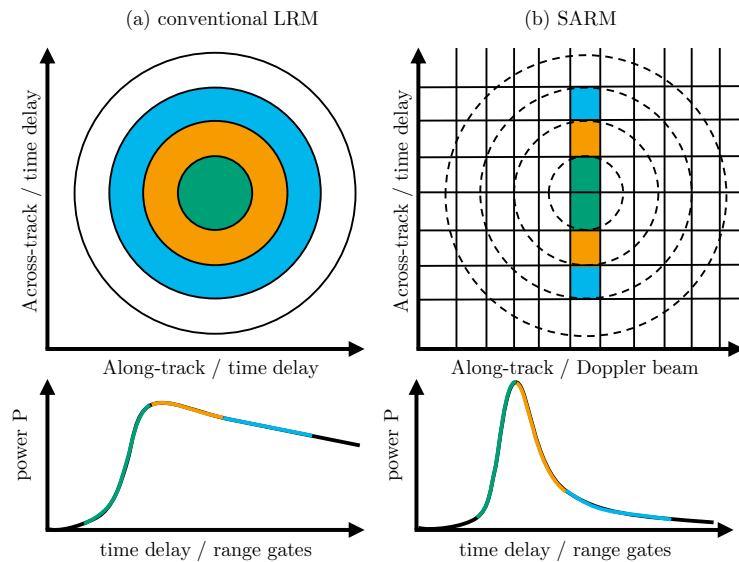 (a) conventional LRM
(b) SARM
Across-track / time delay
Across-track / time delay
Along-track / time delay
Along-track / Doppler beam
power P
power P
time delay / range gates
time delay / range gates